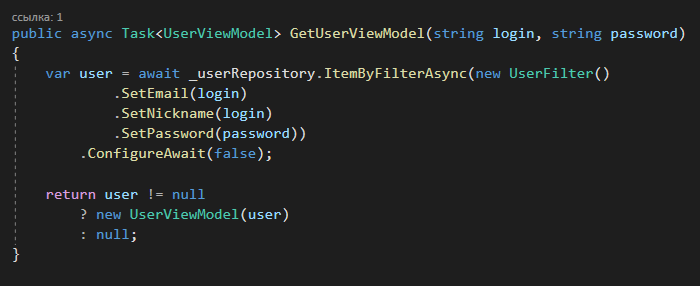 ссылка: 1
public async Task<UserViewModel> GetUserViewModel(string login, string password)
{
    var user = await _userRepository.ItemByFilterAsync(new UserFilter()
            .SetEmail(login)
            .SetNickname(login)
            .SetPassword(password))
        .ConfigureAwait(false);

    return user != null
        ? new UserViewModel(user)
        : null;
}